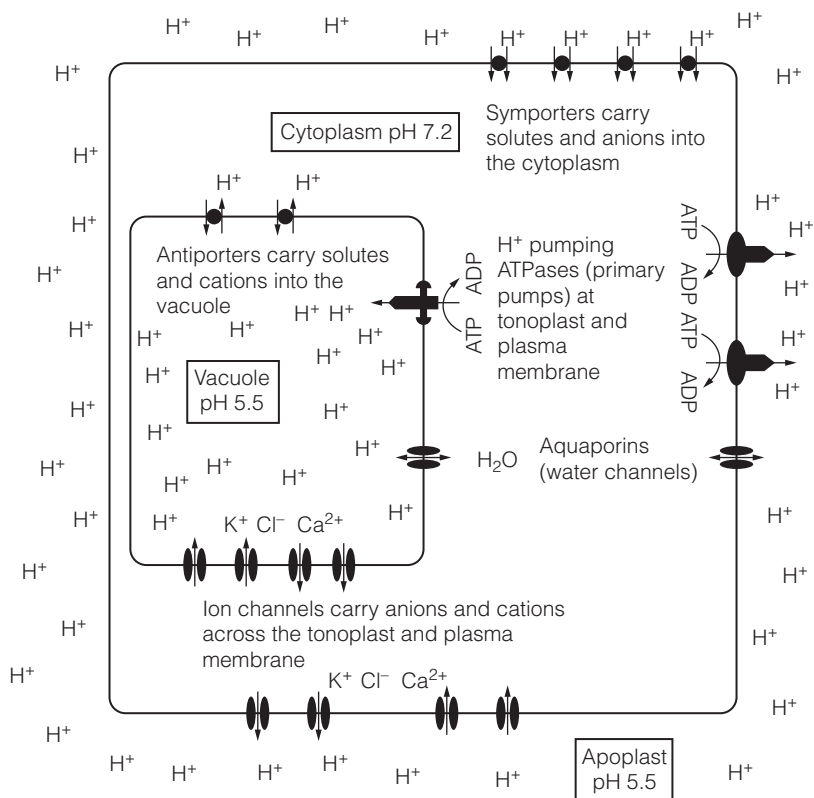 H⁺ H⁺ H⁺ H⁺ H⁺ H⁺ H⁺ H⁺ H⁺
H⁺ H⁺
Symporters carry
solutes and anions into
the cytoplasm
Cytoplasm pH 7.2
H⁺
H⁺ H⁺
H⁺
H⁺
H⁺
Antiporters carry solutes
and cations into the
vacuole
H⁺ pumping
ATPases (primary
pumps) at
tonoplast and
plasma
membrane
ATP
ADP
ATP
ADP
ADP
ATP
H⁺
H⁺
H⁺
H⁺
H⁺
H⁺ H⁺
H⁺ H⁺ H⁺ H⁺
H⁺ H⁺
H⁺
Vacuole
pH 5.5
H⁺
H⁺
H⁺
H⁺
H⁺ H⁺
H⁺ H⁺
H⁺
H₂O
Aquaporins
(water channels)
H⁺
H⁺ H⁺
K⁺ Cl⁻ Ca²⁺
H⁺
H⁺
H⁺
H⁺
Ion channels carry anions and cations
across the tonoplast and plasma
membrane
H⁺
H⁺
H⁺
K⁺ Cl⁻ Ca²⁺
H⁺
H⁺
Apoplast
pH 5.5
H⁺ H⁺ H⁺ H⁺ H⁺ H⁺ H⁺